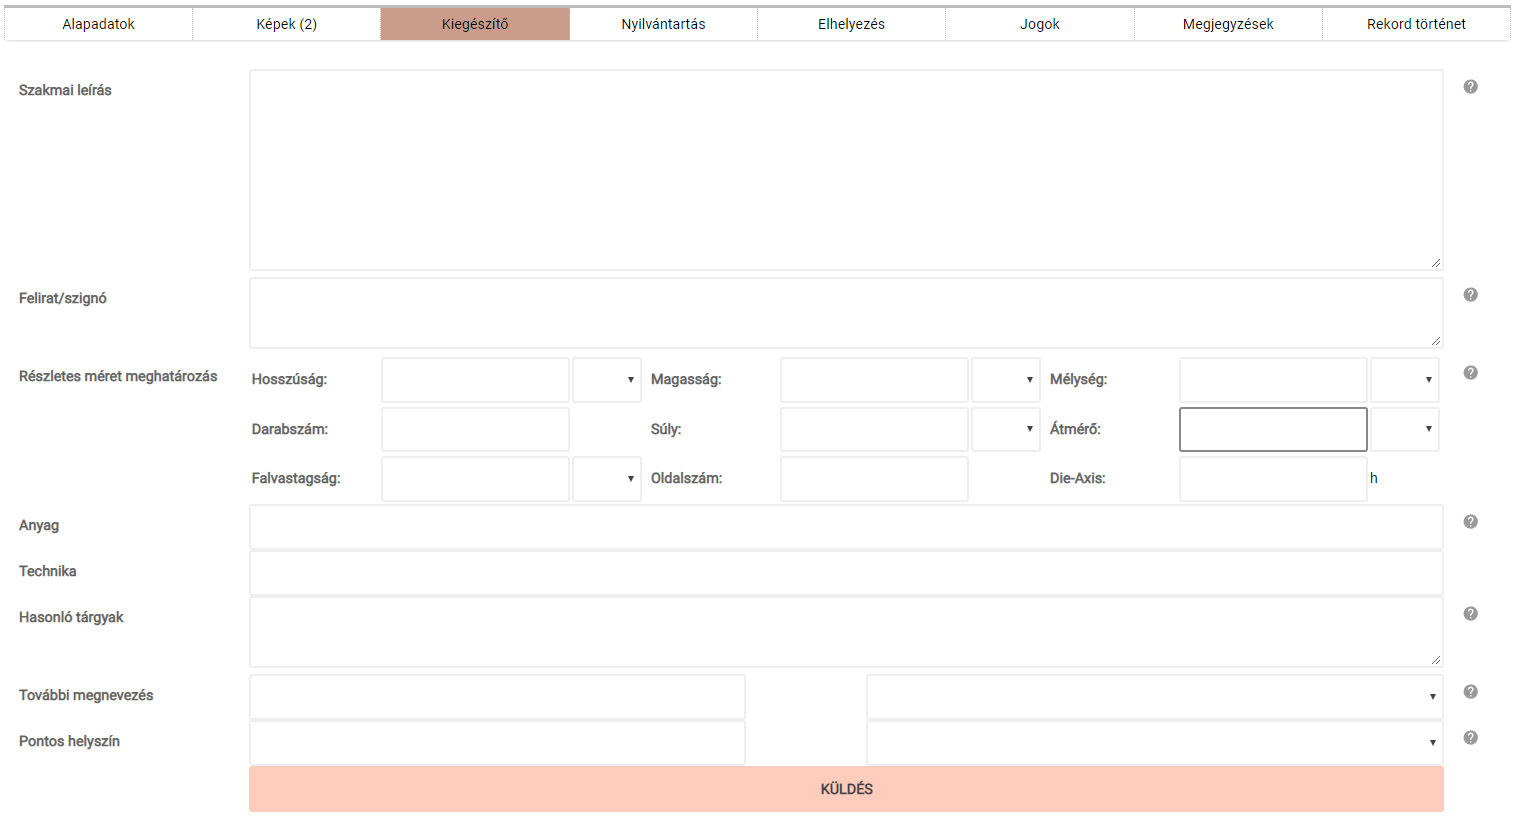 Alapadatok Képek (2) Kiegészítő Nyilvántartás Elhelyezés Jogok Megjegyzések Rekord történet
Szakmai leírás
Felirat/szignó
Részletes méret meghatározás Hosszúság: Magasság: Mélység:
Darabszám: Súly: Átmérő:
Falvastagság: Oldalszám: Die-Axis: h
Anyag
Technika
Hasonló tárgyak
További megnevezés
Pontos helyszín
KÜLDÉS